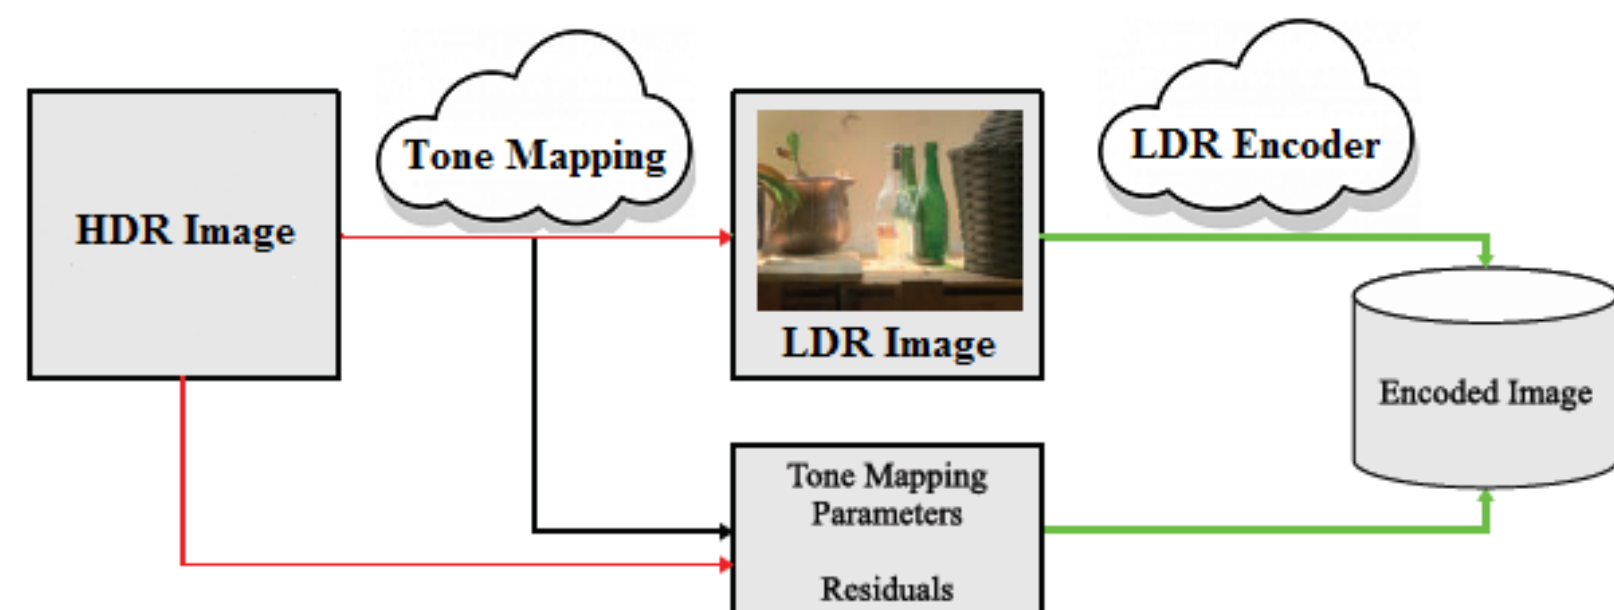 HDR Image
Tone Mapping
LDR Image
LDR Encoder
Encoded Image
Tone Mapping
Parameters
Residuals